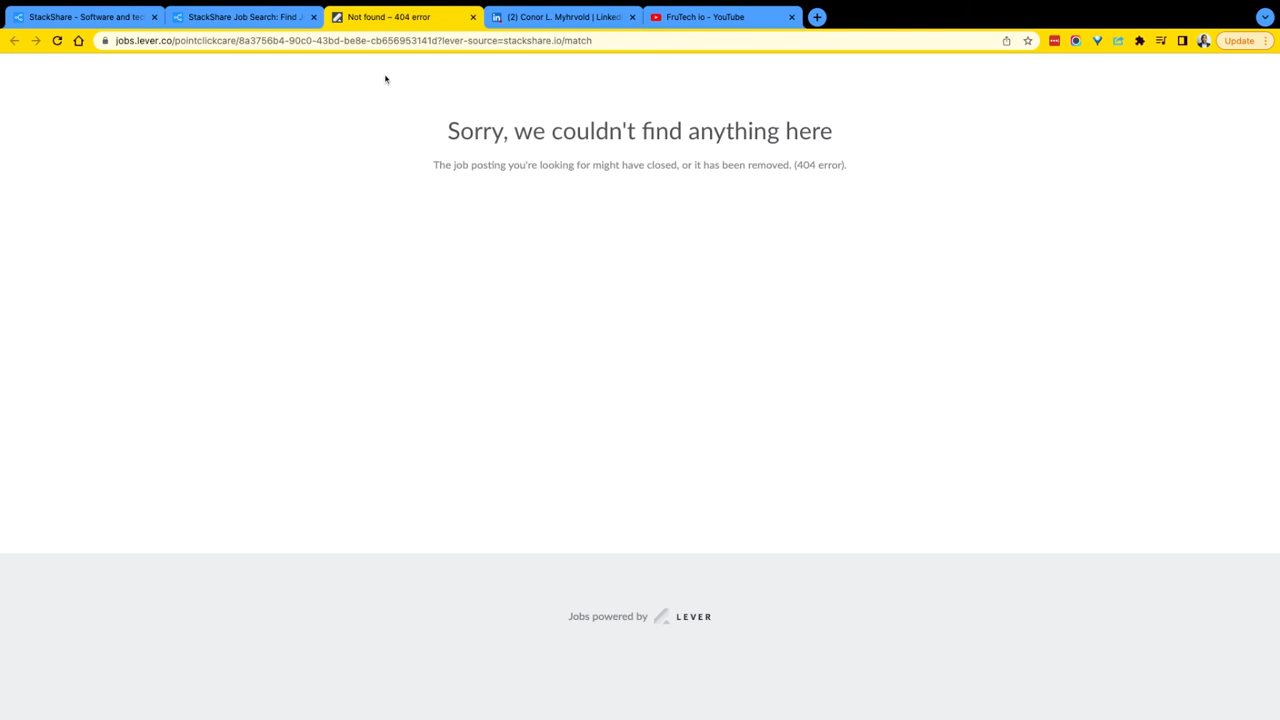 StackShare - Software and tec
StackShare Job Search: Find J
Not found – 404 error
(2) Conor L. Myhrvold | LinkedI
FruTech io - YouTube
jobs.lever.co/pointclickcare/8a3756b4-90c0-43bd-be8e-cb656953141d?lever-source=stackshare.io/match
Update
Sorry, we couldn't find anything here
The job posting you're looking for might have closed, or it has been removed. (404 error).
Jobs powered by LEVER